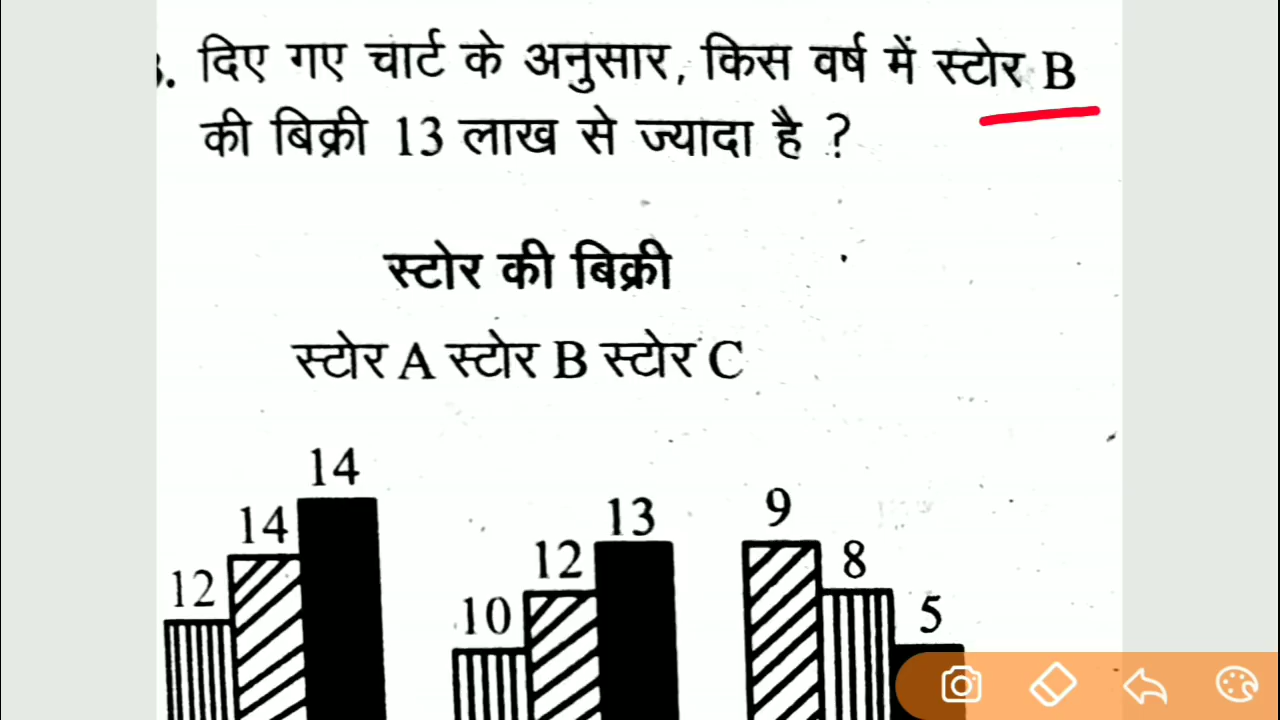 दिए गए चार्ट के अनुसार, किस वर्ष में स्टोर B
की बिक्री 13 लाख से ज्यादा है ?
स्टोर की बिक्री
स्टोर A स्टोर B स्टोर C
12 14 14
10 12 13
9 8 5